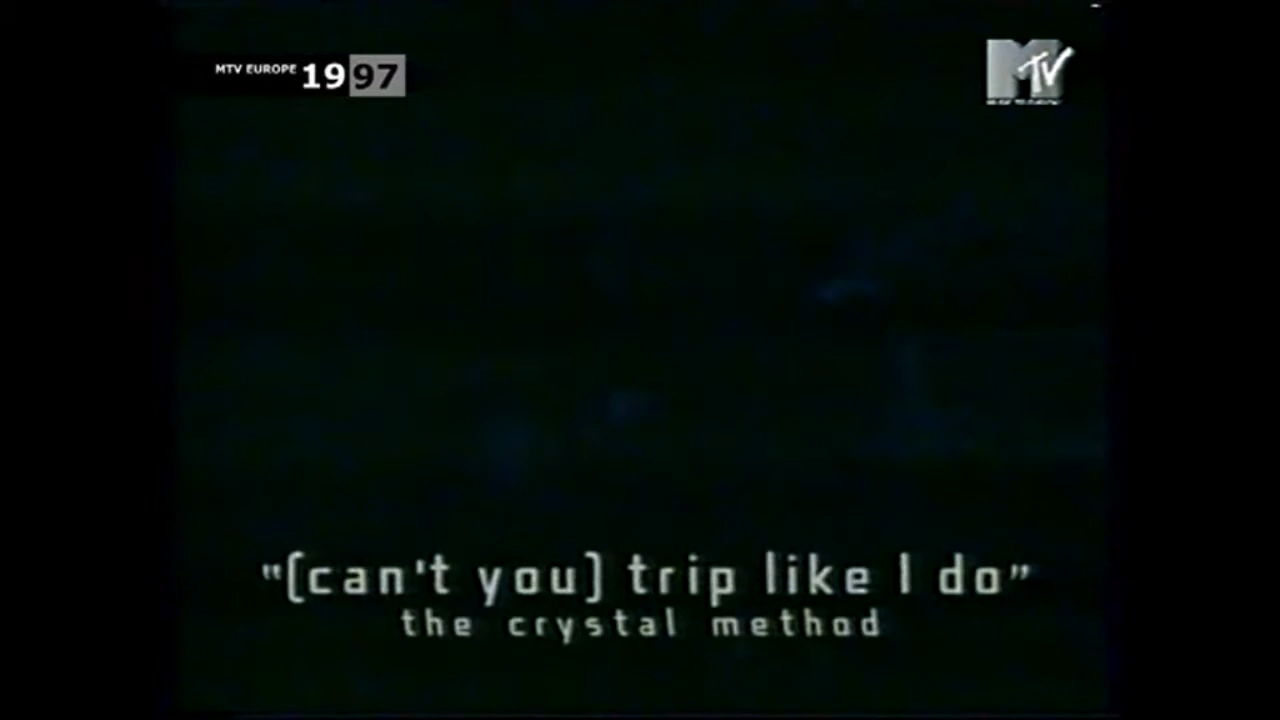 MTV EUROPE 1997
MTV
"(can't you) trip like I do"
the crystal method